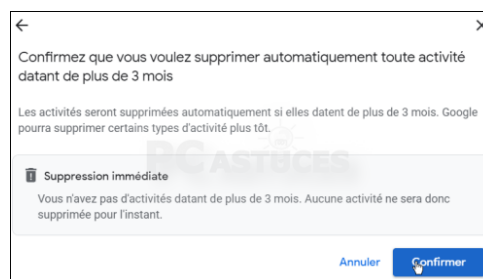 Confirmez que vous voulez supprimer automatiquement toute activité
datant de plus de 3 mois
Les activités seront supprimées automatiquement si elles datent de plus de 3 mois. Google
pourra supprimer certains types d'activité plus tôt.
PC ASTUCES
Suppression immédiate
Vous n'avez pas d'activités datant de plus de 3 mois. Aucune activité ne sera donc
supprimée pour l'instant.
Annuler Confirmer